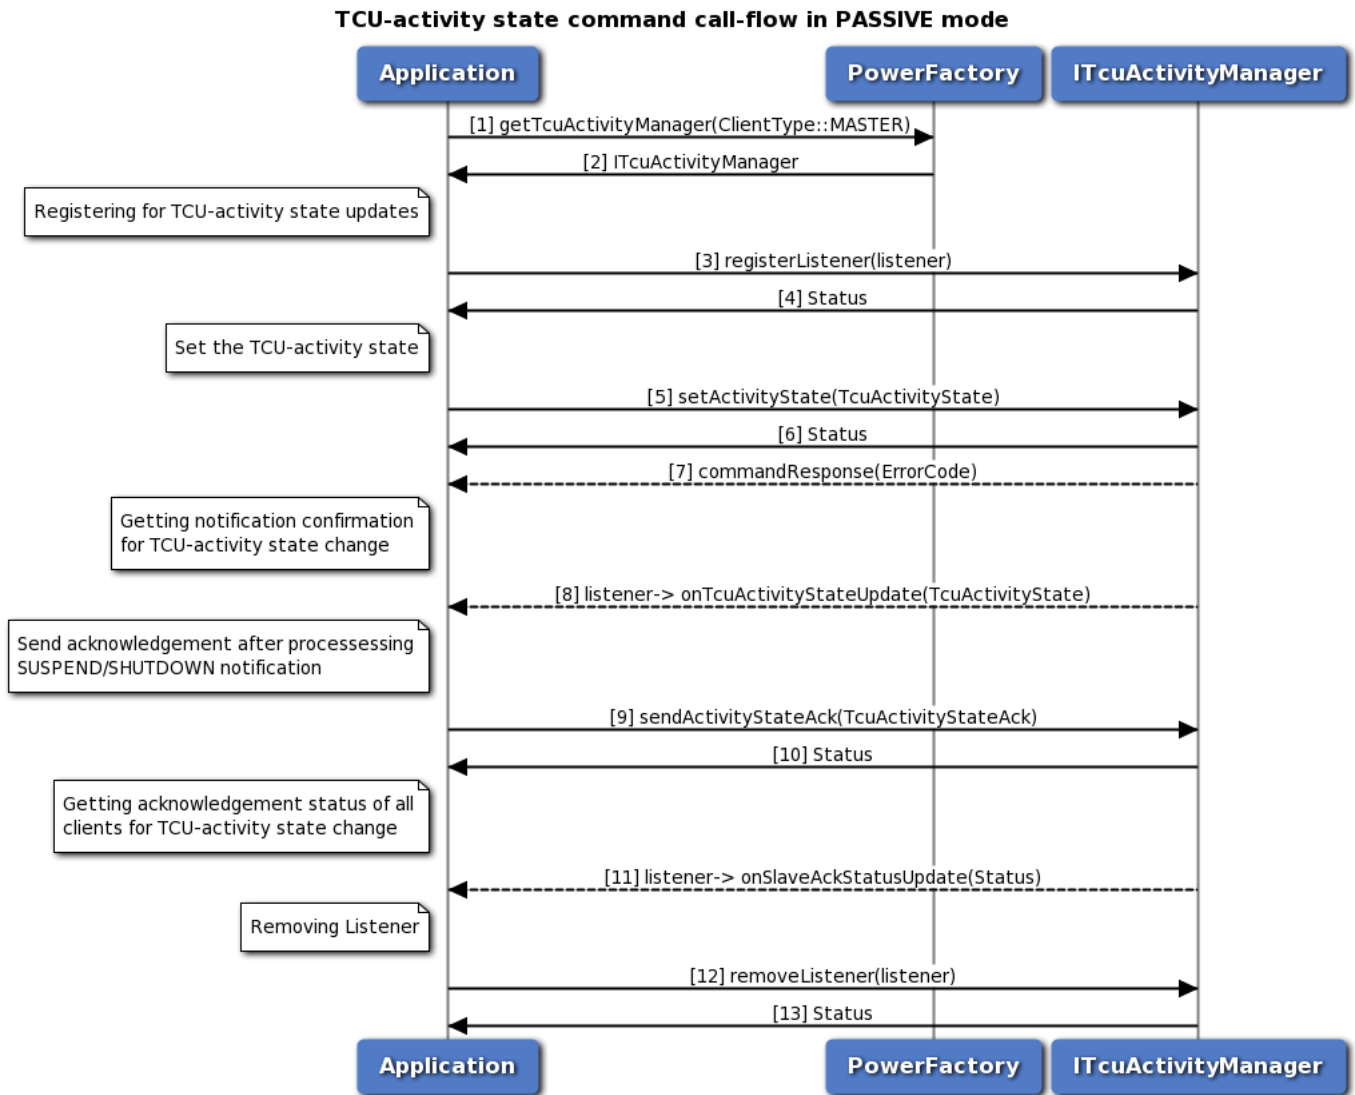 TCU-activity state command call-flow in PASSIVE mode
Application
PowerFactory
ITcuActivityManager
[1] getTcuActivityManager(ClientType::MASTER)
[2] ITcuActivityManager
Registering for TCU-activity state updates
[3] registerListener(listener)
[4] Status
Set the TCU-activity state
[5] setActivityState(TcuActivityState)
[6] Status
[7] commandResponse(ErrorCode)
Getting notification confirmation
for TCU-activity state change
[8] listener-> onTcuActivityStateUpdate(TcuActivityState)
Send acknowledgement after processessing
SUSPEND/SHUTDOWN notification
[9] sendActivityStateAck(TcuActivityStateAck)
[10] Status
Getting acknowledgement status of all
clients for TCU-activity state change
[11] listener-> onSlaveAckStatusUpdate(Status)
Removing Listener
[12] removeListener(listener)
[13] Status
Application
PowerFactory
ITcuActivityManager